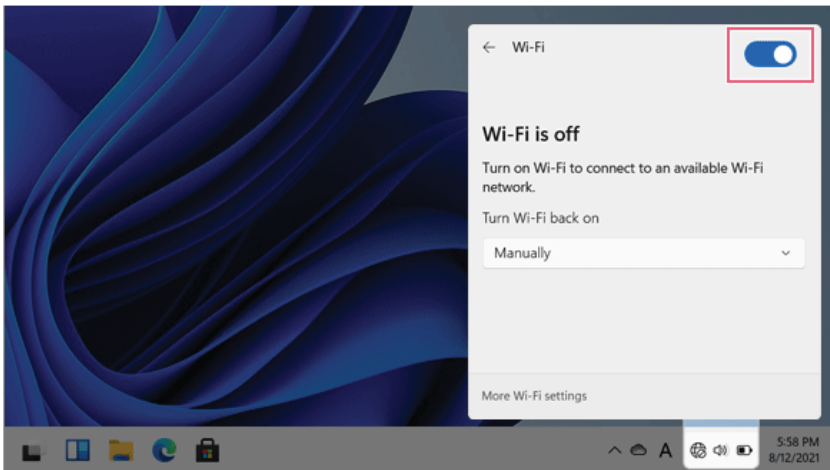 Wi-Fi
Wi-Fi is off
Turn on Wi-Fi to connect to an available Wi-Fi
network.
Turn Wi-Fi back on
Manually
More Wi-Fi settings
A
5:58 PM
8/12/2021